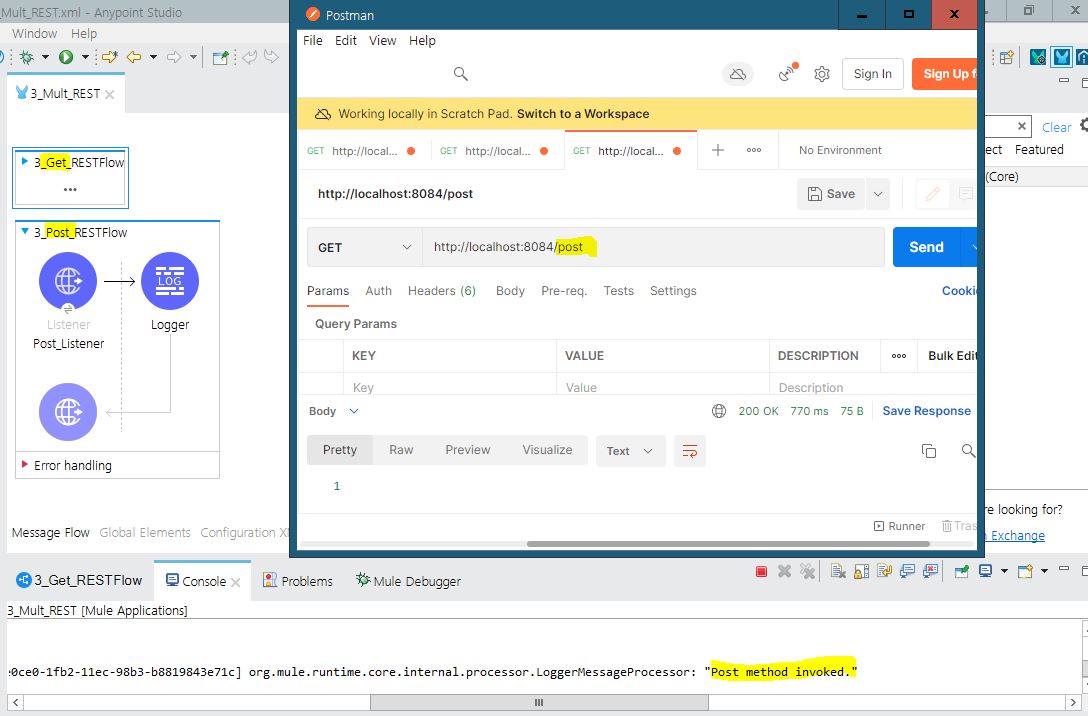 _Mult_REST.xml - Anypoint Studio
Window Help
3_Mult_REST
3_Get_RESTFlow
3_Post_RESTFlow
LOG
Listener
Logger
Post_Listener
Error handling
Message Flow Global Elements Configuration
Postman
File Edit View Help
Sign In
Sign Up f
Working locally in Scratch Pad. Switch to a Workspace
GET http://local... GET http://local... GET http://local... No Environment
http://localhost:8084/post
Save
GET http://localhost:8084/post Send
Params Auth Headers (6) Body Pre-req. Tests Settings Cooki
Query Params
KEY VALUE DESCRIPTION Bulk Edit
Key Value Description
Body 200 OK 770 ms 75 B Save Response
Pretty Raw Preview Visualize Text
1
Runner Tras
Clear
ect Featured
(Core)
re looking for?
Exchange
3_Get_RESTFlow Console Problems Mule Debugger
3_Mult_REST [Mule Applications]
e0ce0-1fb2-11ec-98b3-b8819843e71c] org.mule.runtime.core.internal.processor.LoggerMessageProcessor: "Post method invoked."